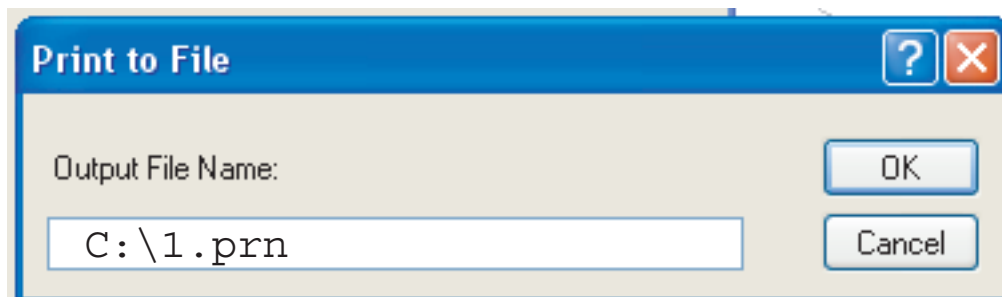 Print to File
?
Output File Name:
OK
C:\1.prn
Cancel